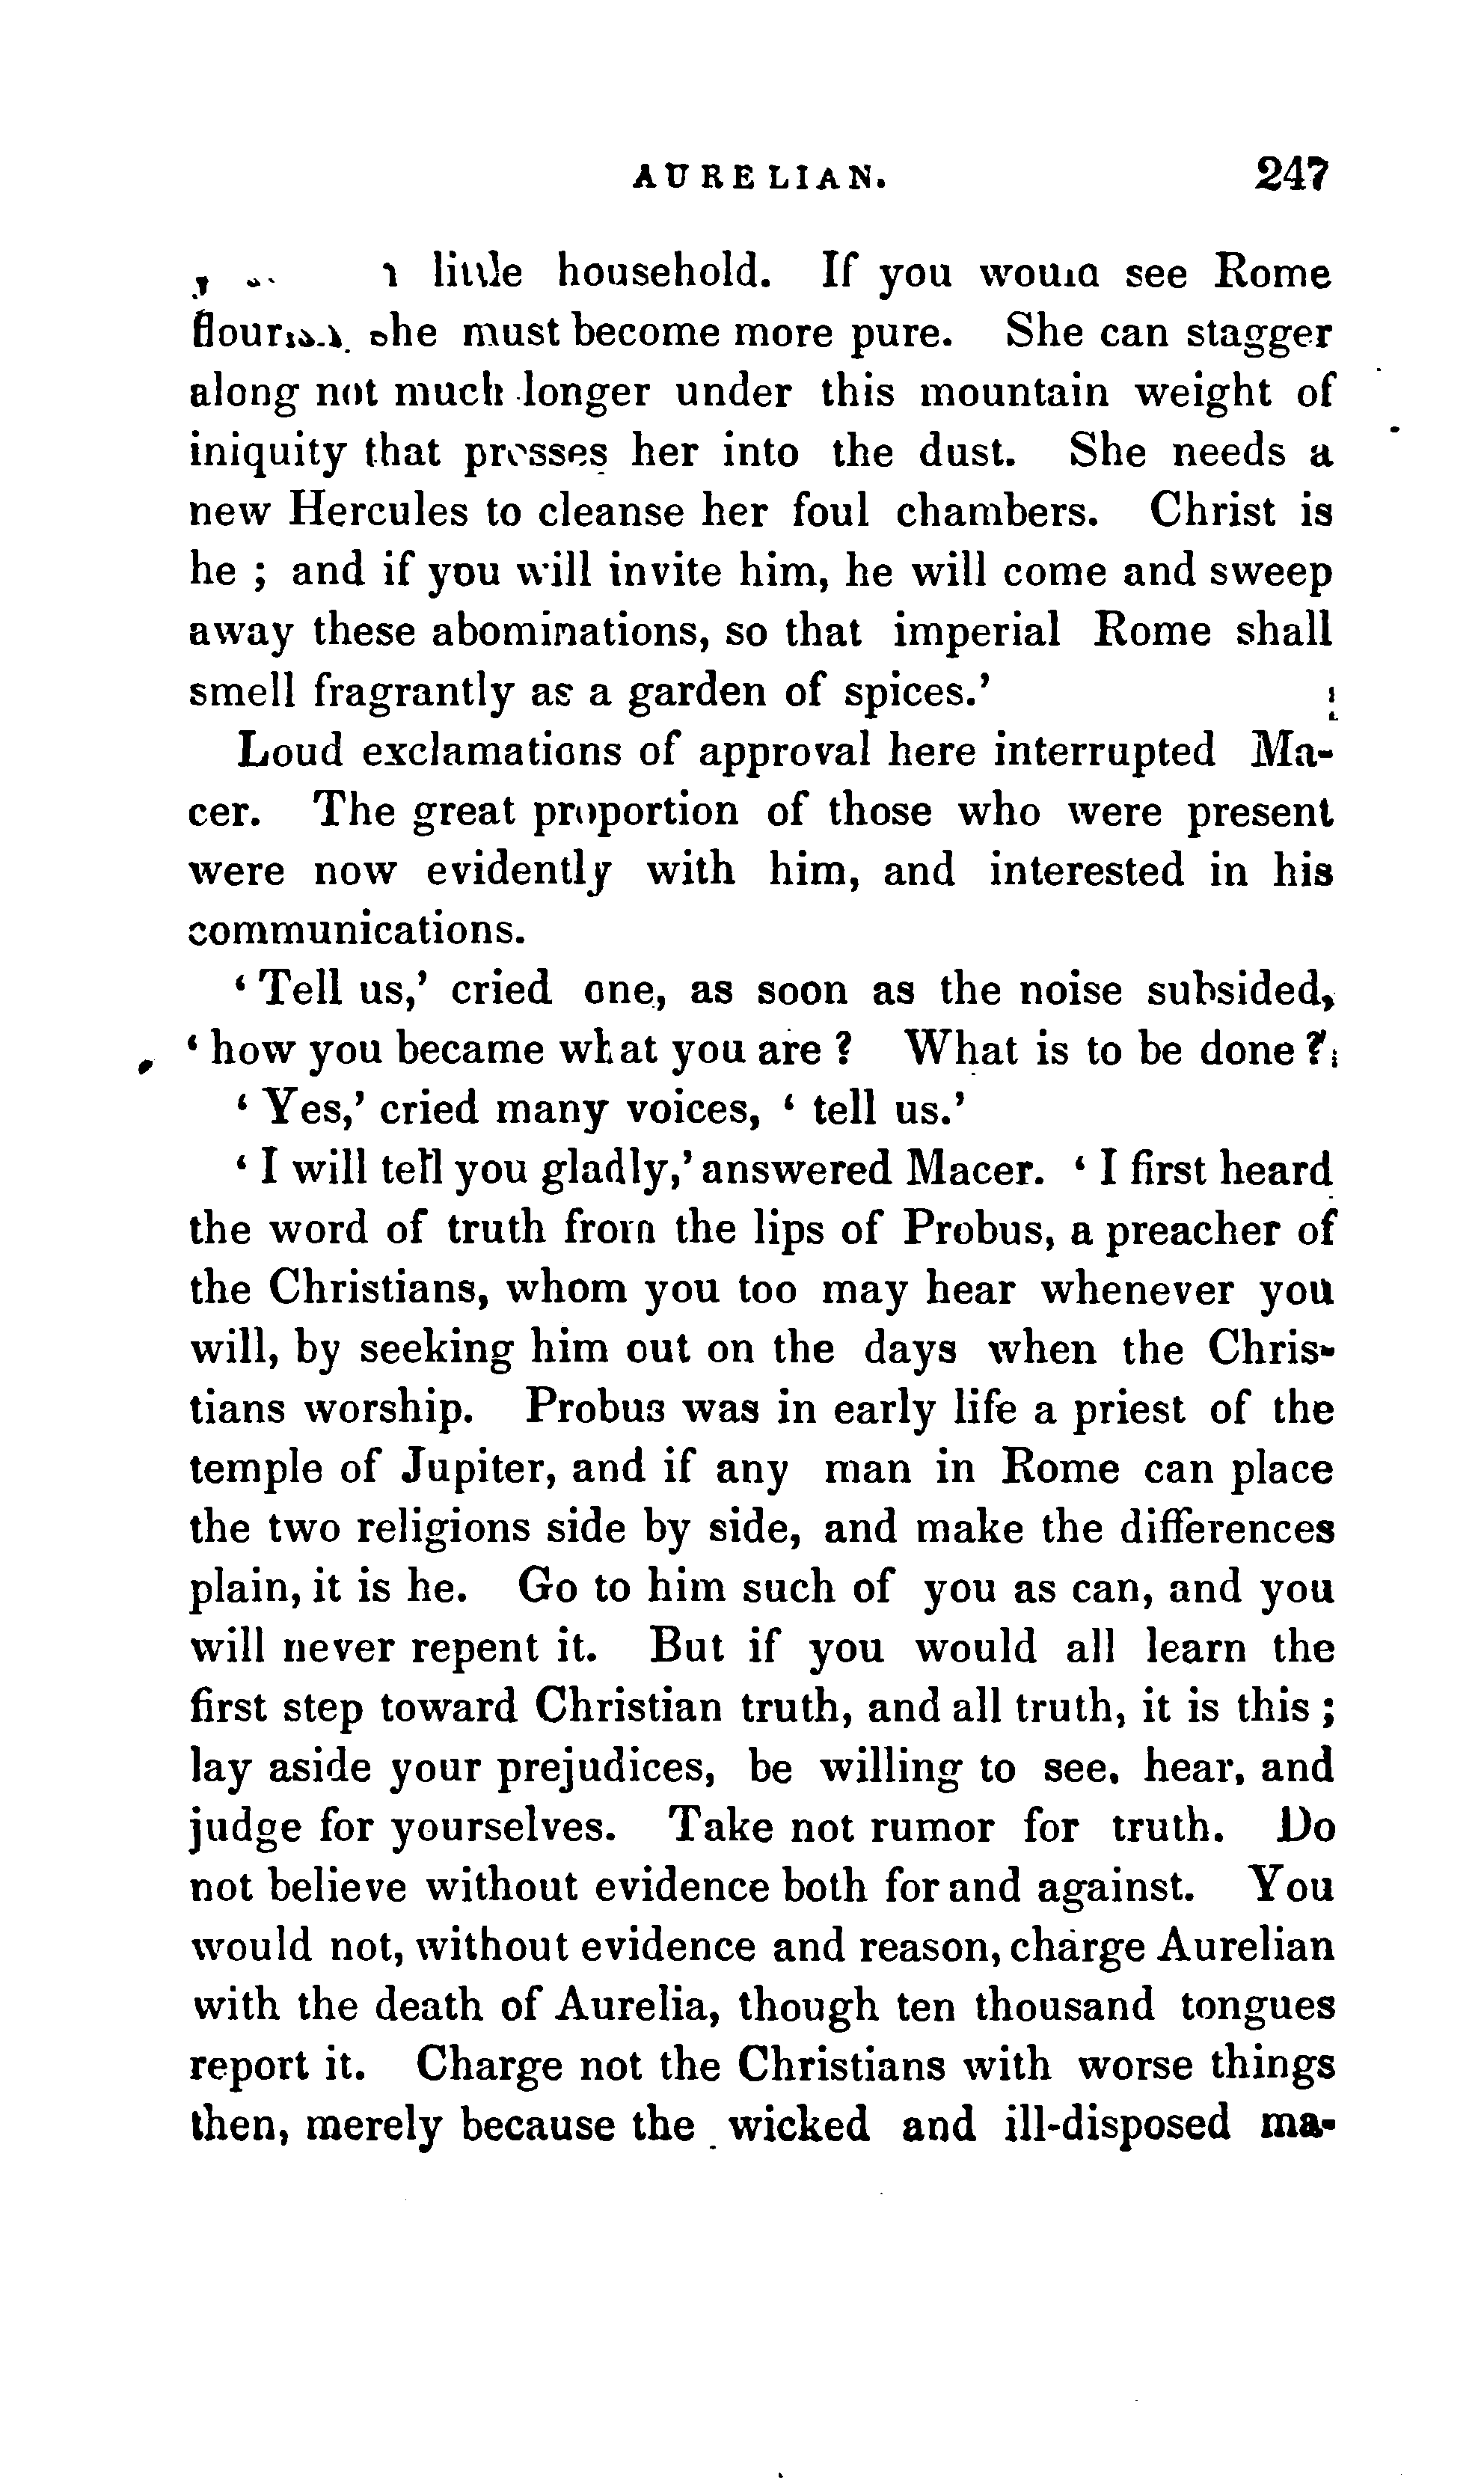 AURELIAN. 247
little household. If you would see Rome
flourish she must become more pure. She can stagger
along not much longer under this mountain weight of
iniquity that presses her into the dust. She needs a
new Hercules to cleanse her foul chambers. Christ is
he ; and if you will invite him, he will come and sweep
away these abominations, so that imperial Rome shall
smell fragrantly as a garden of spices.’
Loud exclamations of approval here interrupted Ma-
cer. The great proportion of those who were present
were now evidently with him, and interested in his
communications.
‘ Tell us,’ cried one, as soon as the noise subsided,
‘ how you became what you are ? What is to be done ?’
‘ Yes,’ cried many voices, ‘ tell us.’
‘ I will tell you gladly,’ answered Macer. ‘ I first heard
the word of truth from the lips of Probus, a preacher of
the Christians, whom you too may hear whenever you
will, by seeking him out on the days when the Chris-
tians worship. Probus was in early life a priest of the
temple of Jupiter, and if any man in Rome can place
the two religions side by side, and make the differences
plain, it is he. Go to him such of you as can, and you
will never repent it. But if you would all learn the
first step toward Christian truth, and all truth, it is this ;
lay aside your prejudices, be willing to see, hear, and
judge for yourselves. Take not rumor for truth. Do
not believe without evidence both for and against. You
would not, without evidence and reason, charge Aurelian
with the death of Aurelia, though ten thousand tongues
report it. Charge not the Christians with worse things
then, merely because the wicked and ill-disposed ma-